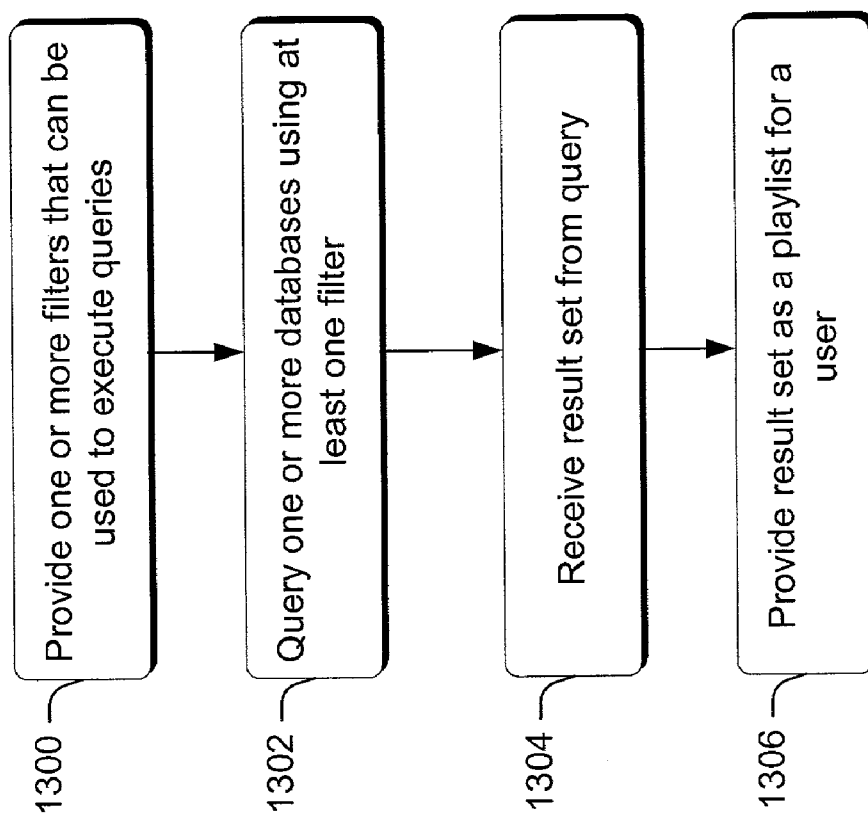 1300
Provide one or more filters that can be
used to execute queries
1302
Query one or more databases using at
least one filter
1304
Receive result set from query
1306
Provide result set as a playlist for a
user